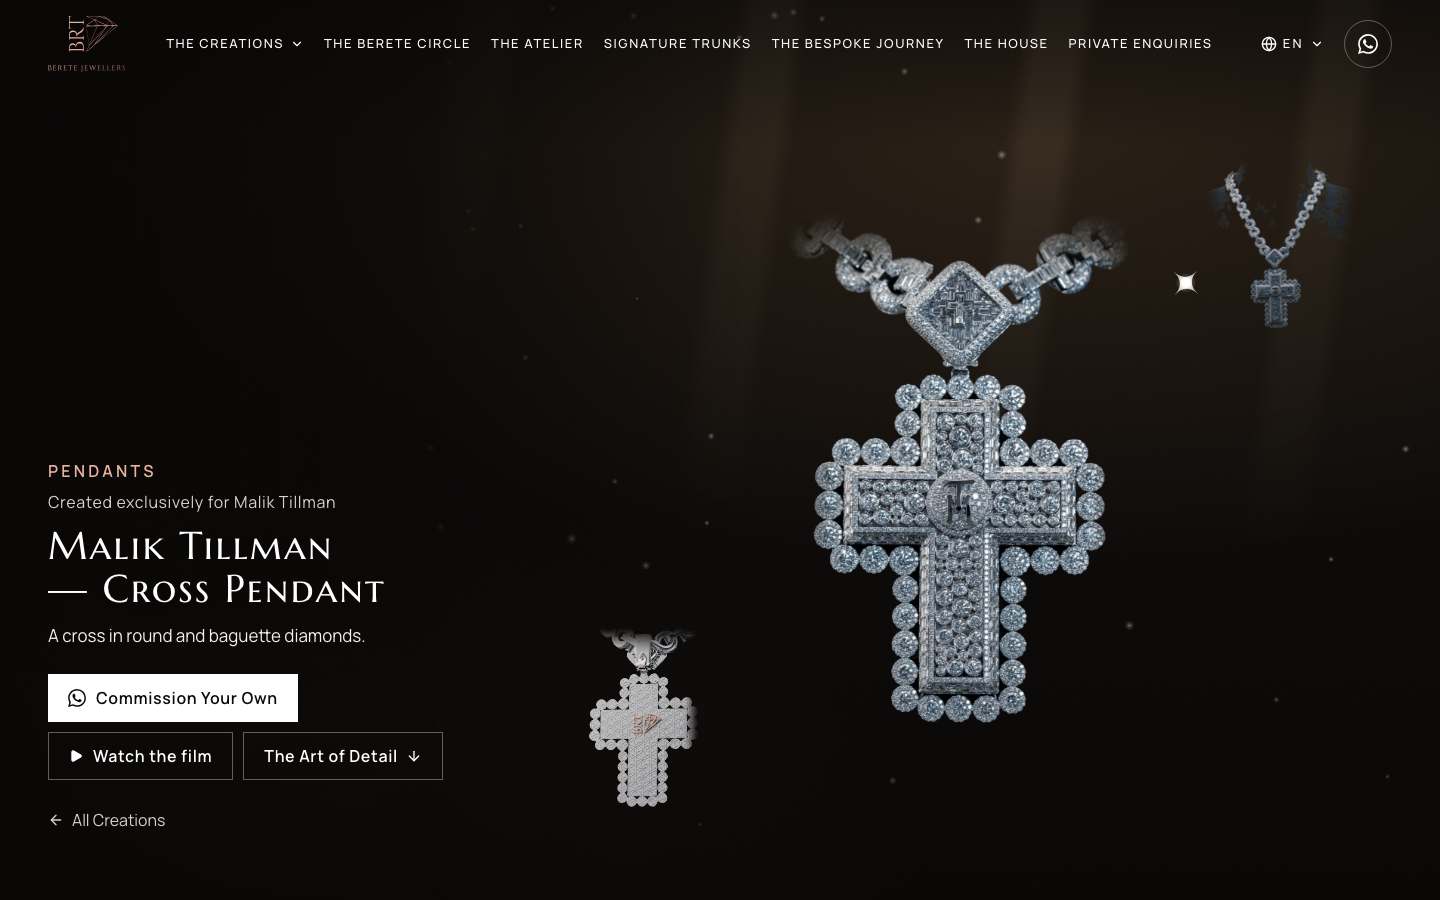 BRT
BERETE JEWELLERS
THE CREATIONS
THE BERETE CIRCLE
THE ATELIER
SIGNATURE TRUNKS
THE BESPOKE JOURNEY
THE HOUSE
PRIVATE ENQUIRIES
EN
PENDANTS
Created exclusively for Malik Tillman
Malik Tillman
— Cross Pendant
A cross in round and baguette diamonds.
Commission Your Own
Watch the film
The Art of Detail
All Creations
BRT